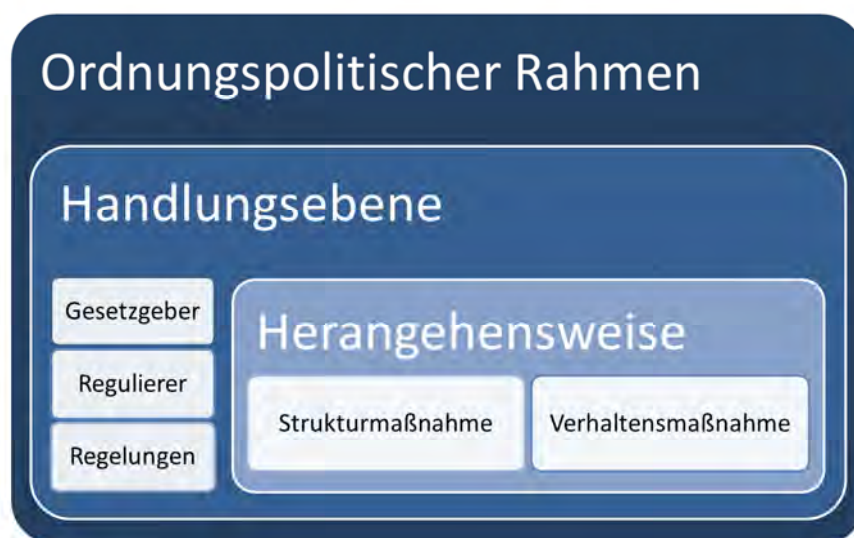 Ordnungspolitischer Rahmen
Handlungsebene
Gesetzgeber
Regulierer
Regelungen
Herangehensweise
Strukturmaßnahme
Verhaltensmaßnahme